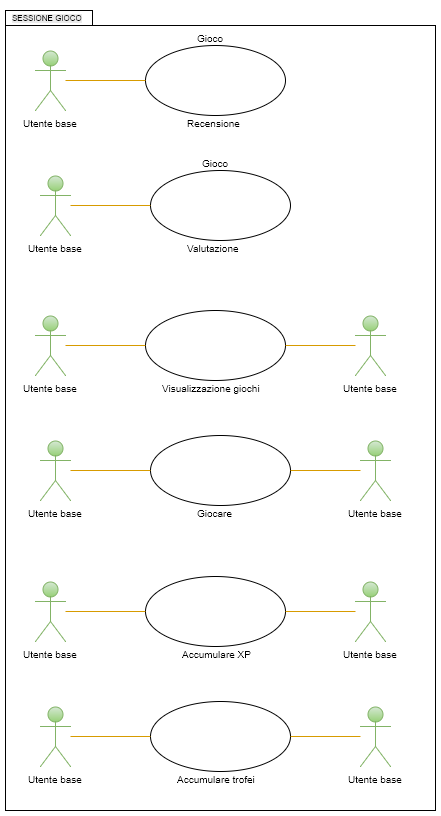 SESSIONE GIOCO
Gioco
Utente base
Recensione
Gioco
Utente base
Valutazione
Utente base
Visualizzazione giochi
Utente base
Utente base
Giocare
Utente base
Utente base
Accumulare XP
Utente base
Utente base
Accumulare trofei
Utente base